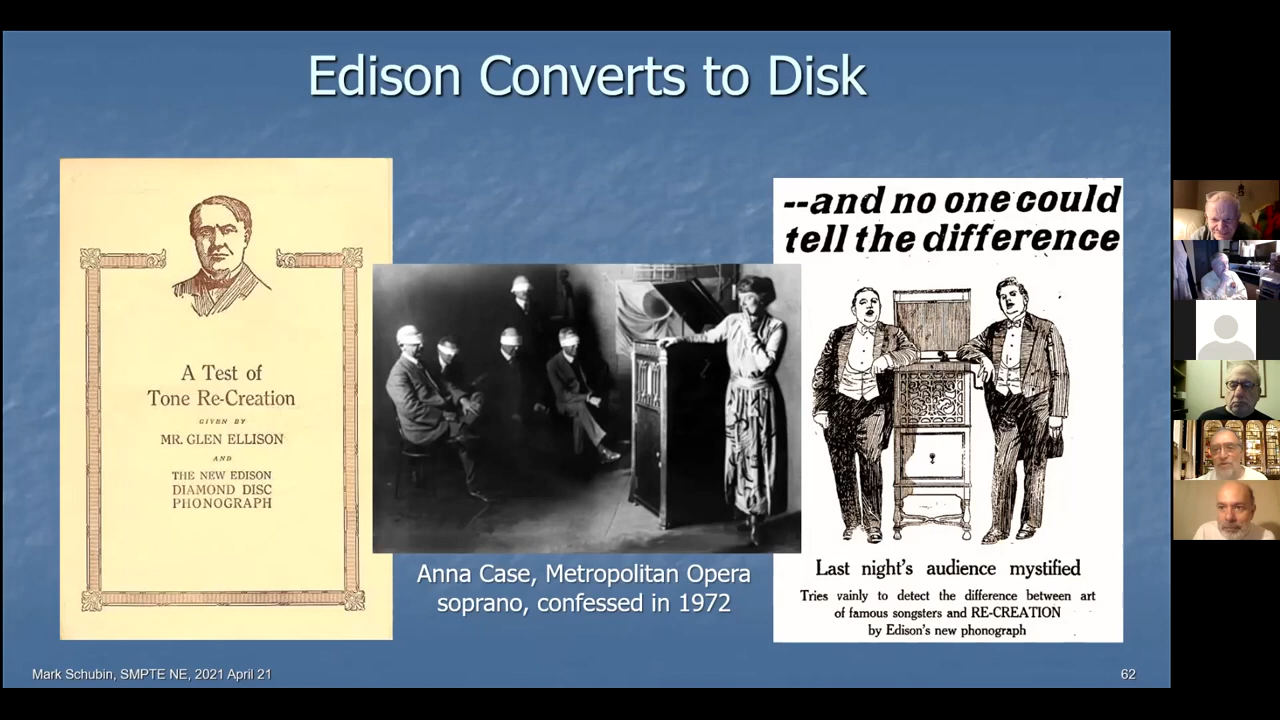 Edison Converts to Disk
A Test of
Tone Re-Creation
GIVEN BY
MR. GLEN ELLISON
AND
THE NEW EDISON
DIAMOND DISC
PHONOGRAPH
Anna Case, Metropolitan Opera
soprano, confessed in 1972
--and no one could
tell the difference
Last night's audience mystified
Tries vainly to detect the difference between art
of famous songsters and RE-CREATION
by Edison's new phonograph
Mark Schubin, SMPTE NE, 2021 April 21
62